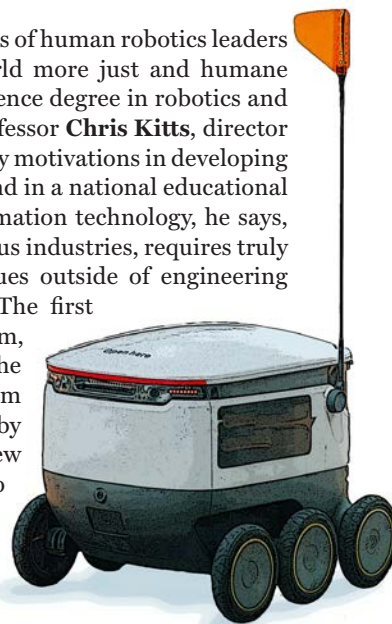 s of human robotics leaders
rld more just and humane
ence degree in robotics and
fessor Chris Kitts, director
y motivations in developing
nd in a national educational
mation technology, he says,
us industries, requires truly
ues outside of engineering
The first
m,
he
m
by
ew
o
Open here